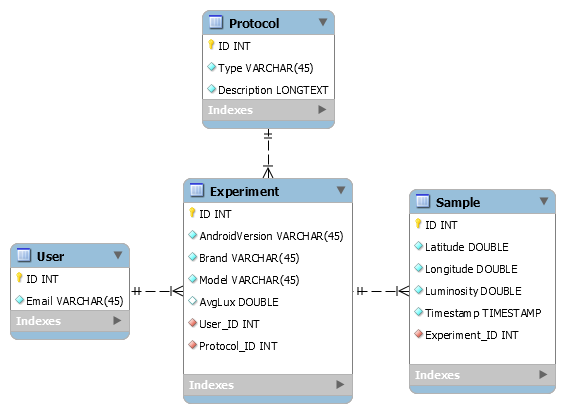 Protocol
ID INT
Type VARCHAR(45)
Description LONGTEXT
Indexes
Experiment
ID INT
AndroidVersion VARCHAR(45)
Brand VARCHAR(45)
Model VARCHAR(45)
AvgLux DOUBLE
User_ID INT
Protocol_ID INT
Indexes
User
ID INT
Email VARCHAR(45)
Indexes
Sample
ID INT
Latitude DOUBLE
Longitude DOUBLE
Luminosity DOUBLE
Timestamp TIMESTAMP
Experiment_ID INT
Indexes